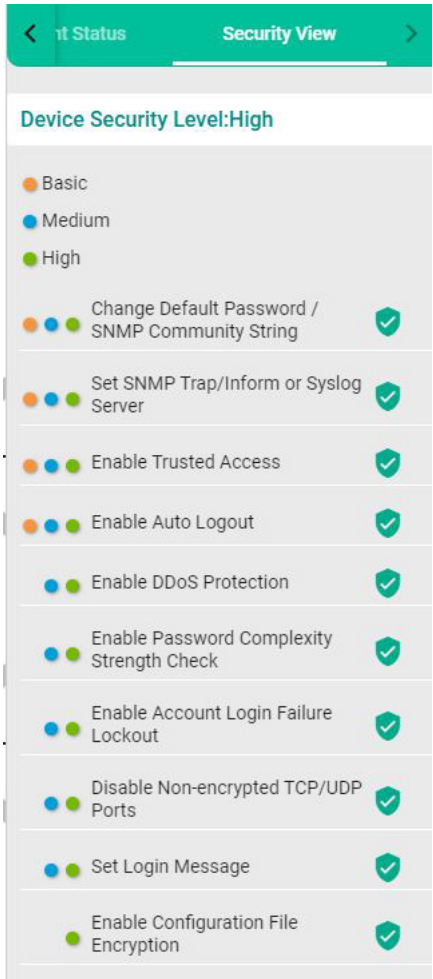 nt Status
Security View
Device Security Level:High
Basic
Medium
High
Change Default Password /
SNMP Community String
Set SNMP Trap/Inform or Syslog
Server
Enable Trusted Access
Enable Auto Logout
Enable DDoS Protection
Enable Password Complexity
Strength Check
Enable Account Login Failure
Lockout
Disable Non-encrypted TCP/UDP
Ports
Set Login Message
Enable Configuration File
Encryption